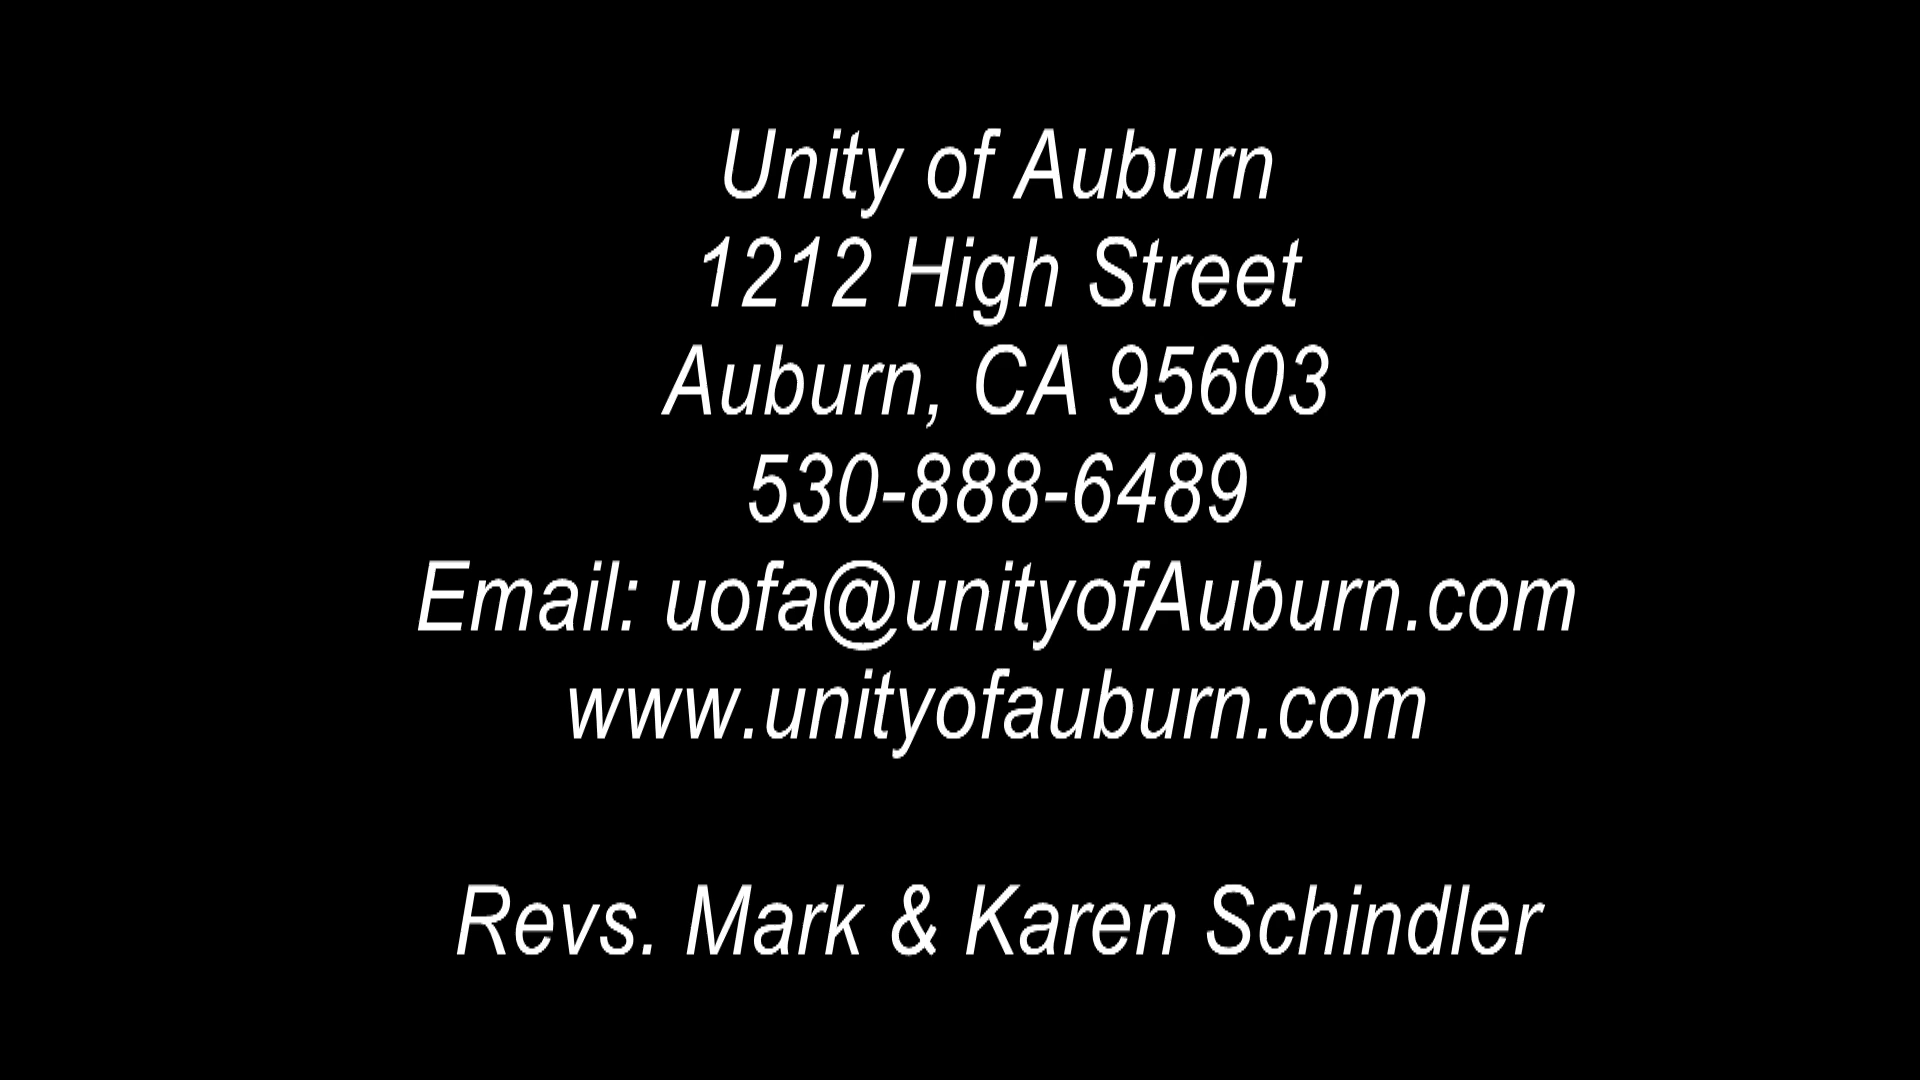 Unity of Auburn
1212 High Street
Auburn, CA 95603
530-888-6489
Email: uofa@unityofAuburn.com
www.unityofauburn.com
Revs. Mark & Karen Schindler